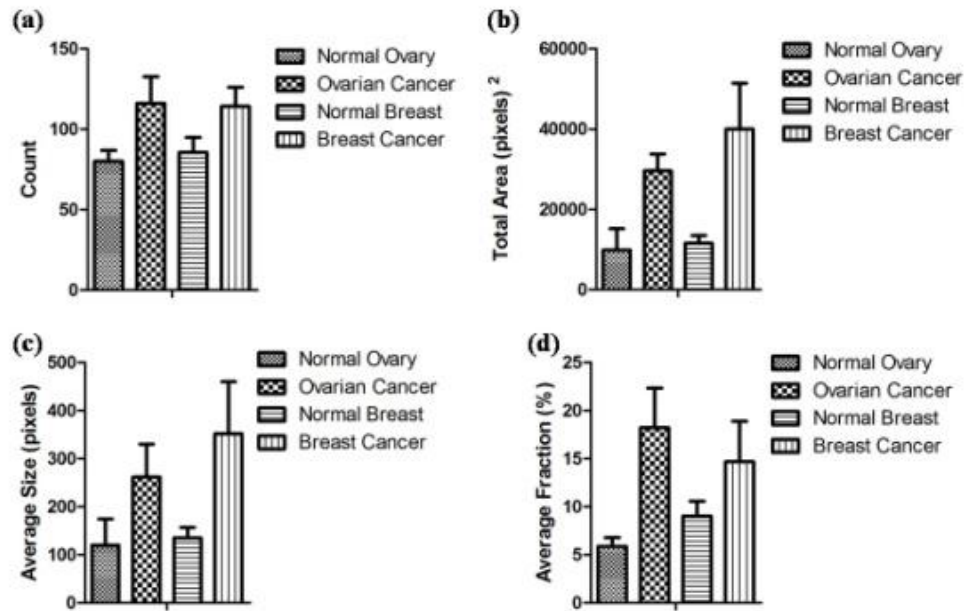 (a)
150
100
50
0
Count
Normal Ovary
Ovarian Cancer
Normal Breast
Breast Cancer
(b)
60000
40000
20000
0
Total Area (pixels) 2
Normal Ovary
Ovarian Cancer
Normal Breast
Breast Cancer
(c)
500
400
300
200
100
0
Average Size (pixels)
Normal Ovary
Ovarian Cancer
Normal Breast
Breast Cancer
(d)
25
20
15
10
5
0
Average Fraction (%)
Normal Ovary
Ovarian Cancer
Normal Breast
Breast Cancer